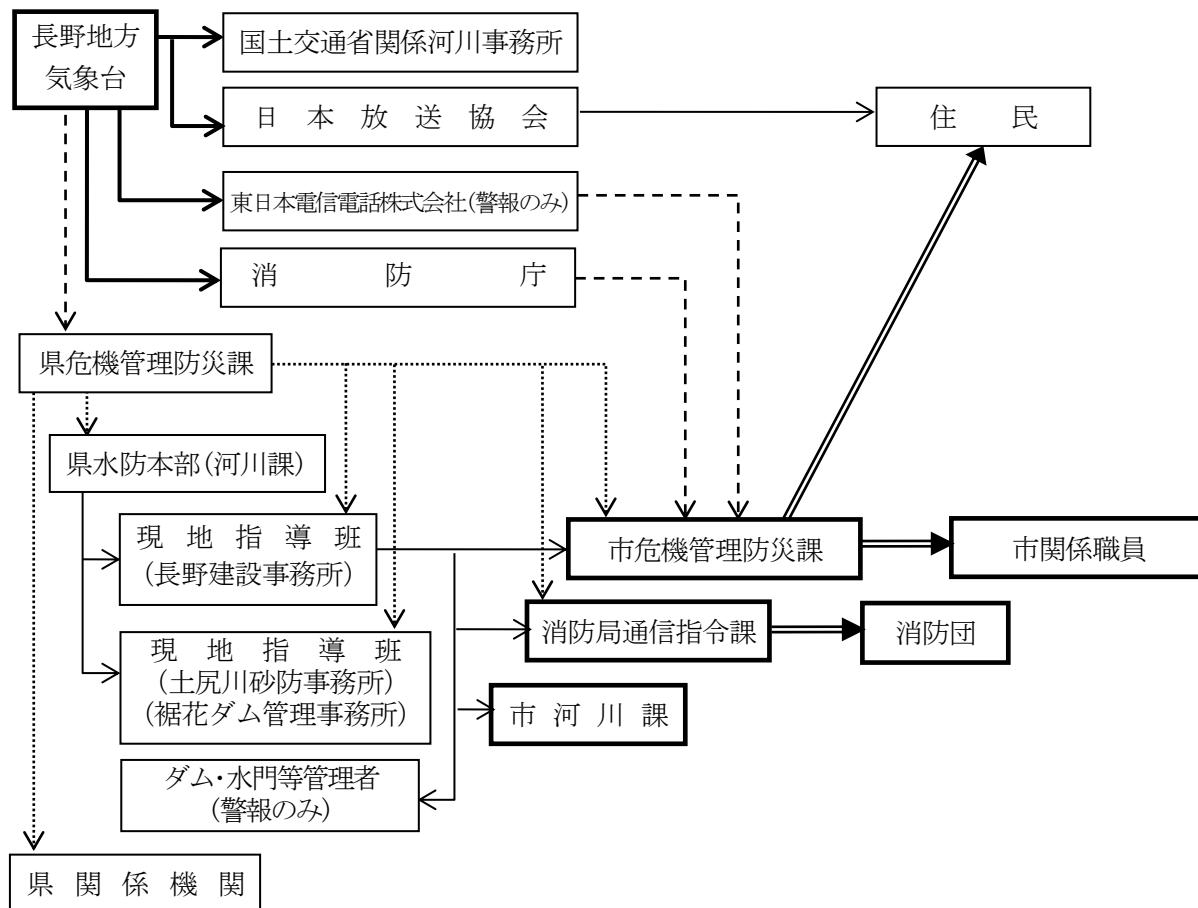 長野地方
気象台
国土交通省関係河川事務所
日本放送協会
住民
東日本電信電話株式会社(警報のみ)
消防庁
県危機管理防災課
県水防本部(河川課)
現地指導班
(長野建設事務所)
市危機管理防災課
市関係職員
現地指導班
(土尻川砂防事務所)
(裾花ダム管理事務所)
消防局通信指令課
消防団
市河川課
ダム・水門等管理者
(警報のみ)
県関係機関